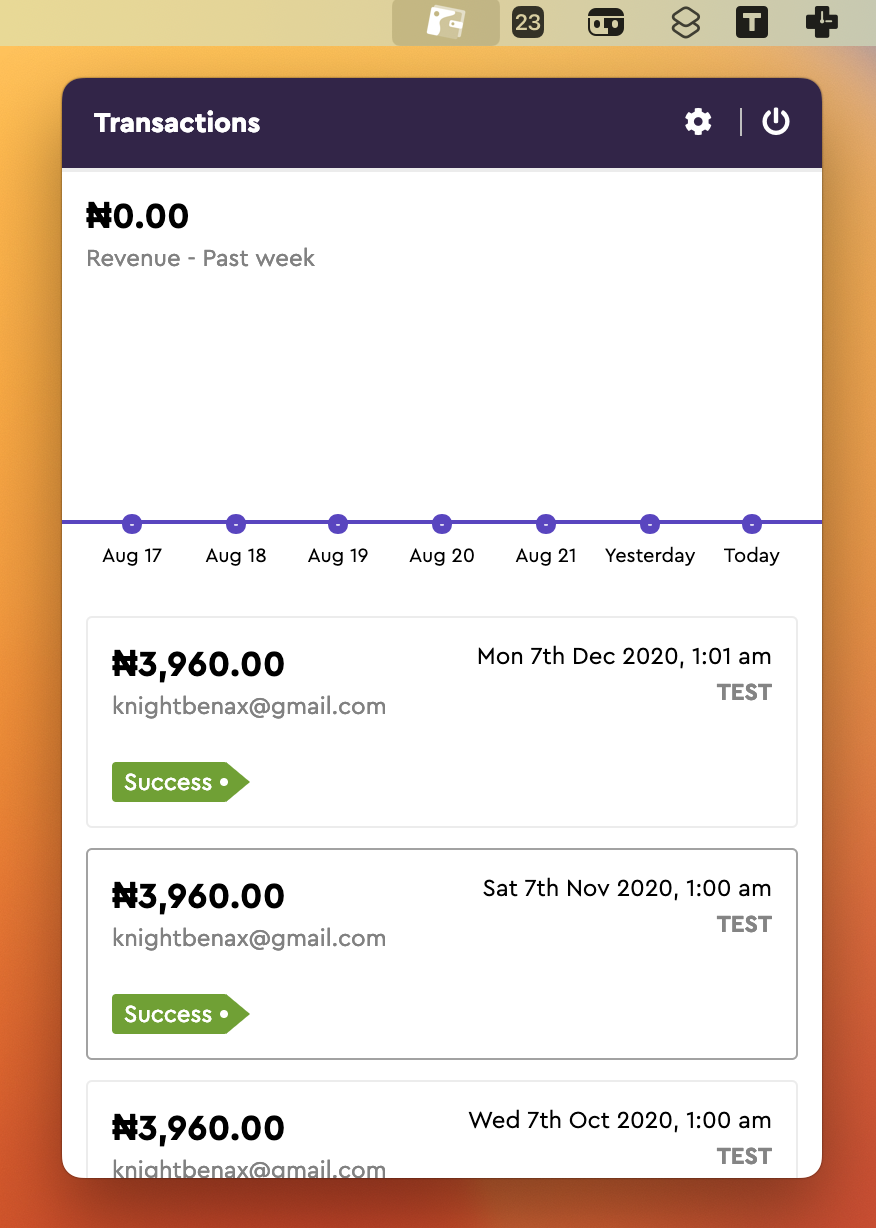 23
T
Transactions
₦0.00
Revenue - Past week
- - - - - - -
Aug 17 Aug 18 Aug 19 Aug 20 Aug 21 Yesterday Today
₦3,960.00 Mon 7th Dec 2020, 1:01 am
knightbenax@gmail.com TEST
Success •
₦3,960.00 Sat 7th Nov 2020, 1:00 am
knightbenax@gmail.com TEST
Success •
₦3,960.00 Wed 7th Oct 2020, 1:00 am
knightbenax@gmail.com TEST